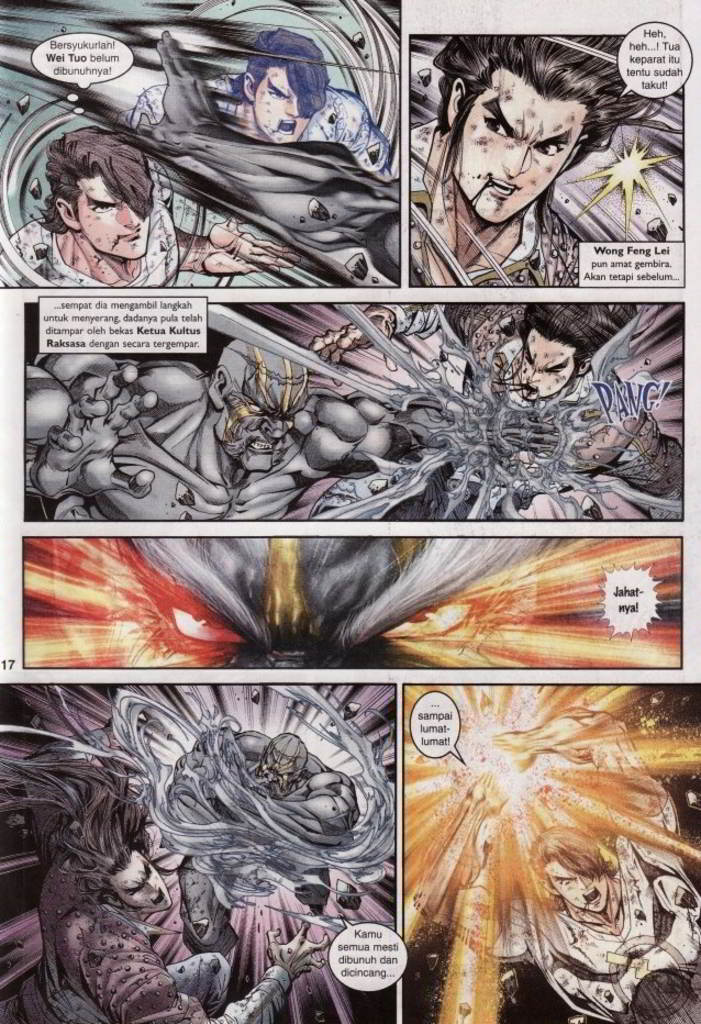 Bersyukurlah!
Wei Tuo belum
dibunuhnya!
Heh,
heh...! Tua
keparat itu
tentu sudah
takut!
Wong Feng Lei
pun amat gembira.
Akan tetapi sebelum...
...sempat dia mengambil langkah
untuk menyerang, dadanya pula telah
ditampar oleh bekas Ketua Kultus
Raksasa dengan secara tergempar.
PANG!
Jahat-
nya!
17
Kamu
semua mesti
dibunuh dan
dicincang...
...
sampai
lumat-
lumat!